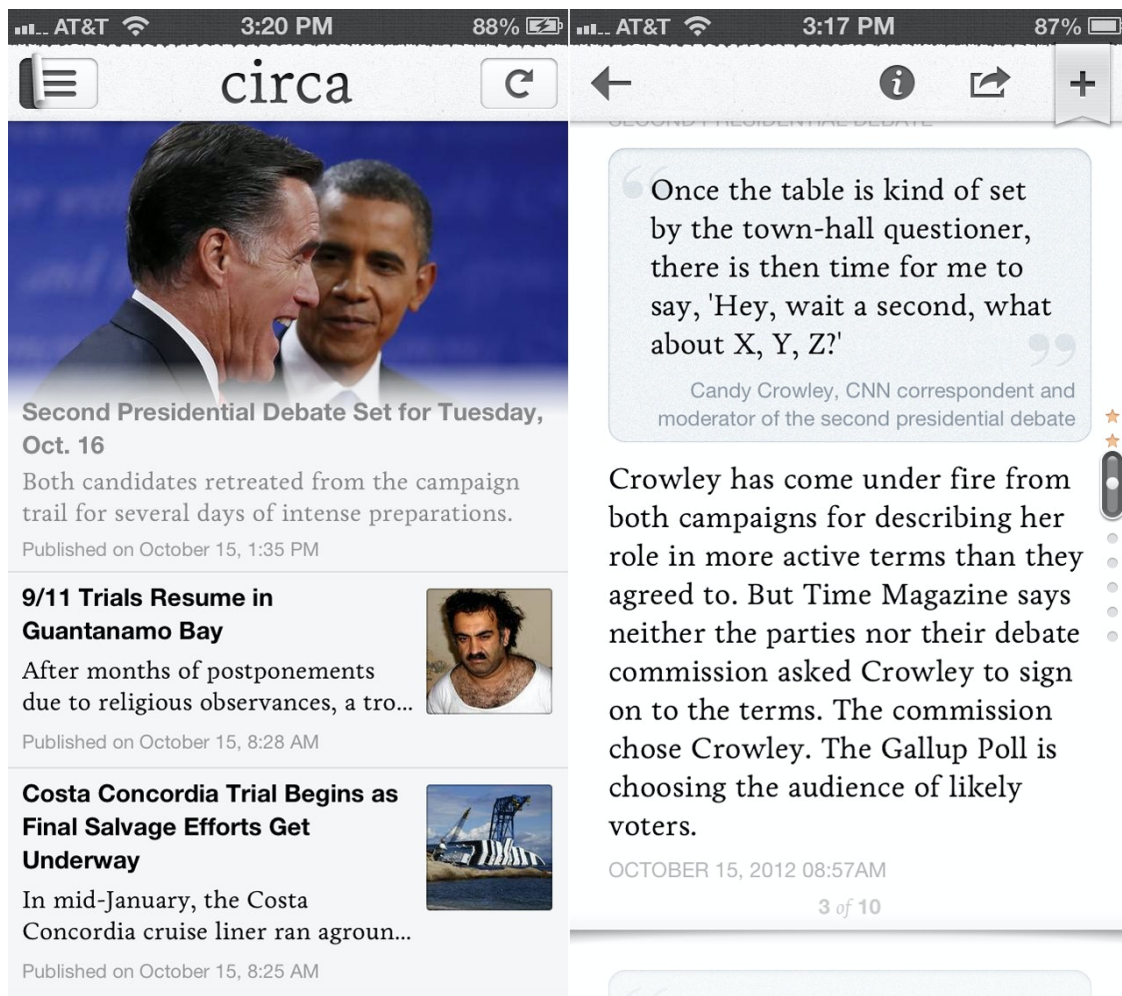 AT&T 3:20 PM 88%
circa
Second Presidential Debate Set for Tuesday,
Oct. 16
Both candidates retreated from the campaign
trail for several days of intense preparations.
Published on October 15, 1:35 PM
9/11 Trials Resume in
Guantanamo Bay
After months of postponements
due to religious observances, a tro...
Published on October 15, 8:28 AM
Costa Concordia Trial Begins as
Final Salvage Efforts Get
Underway
In mid-January, the Costa
Concordia cruise liner ran agroun...
Published on October 15, 8:25 AM
AT&T 3:17 PM 87%
SECOND PRESIDENTIAL DEBATE
“Once the table is kind of set
by the town-hall questioner,
there is then time for me to
say, 'Hey, wait a second, what
about X, Y, Z?'”
Candy Crowley, CNN correspondent and
moderator of the second presidential debate
Crowley has come under fire from
both campaigns for describing her
role in more active terms than they
agreed to. But Time Magazine says
neither the parties nor their debate
commission asked Crowley to sign
on to the terms. The commission
chose Crowley. The Gallup Poll is
choosing the audience of likely
voters.
OCTOBER 15, 2012 08:57AM
3 of 10